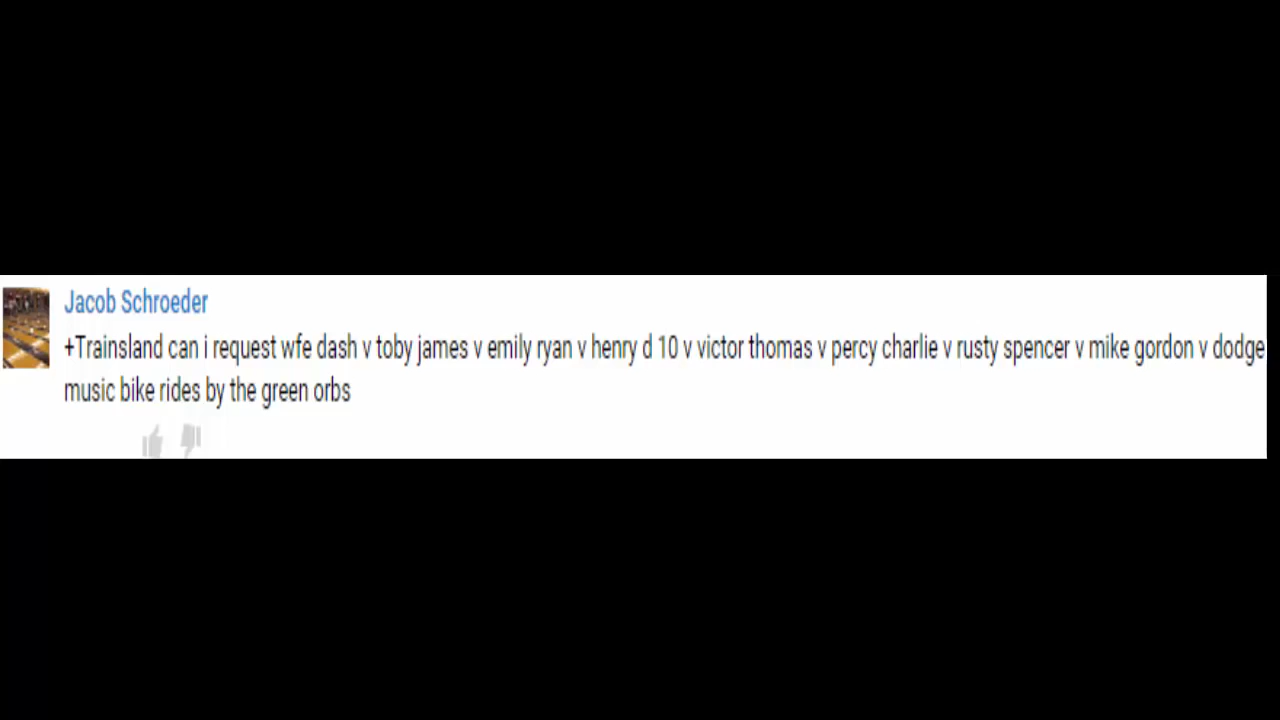 Jacob Schroeder
+Trainsland can i request wfe dash v toby james v emily ryan v henry d 10 v victor thomas v percy charlie v rusty spencer v mike gordon v dodge
music bike rides by the green orbs